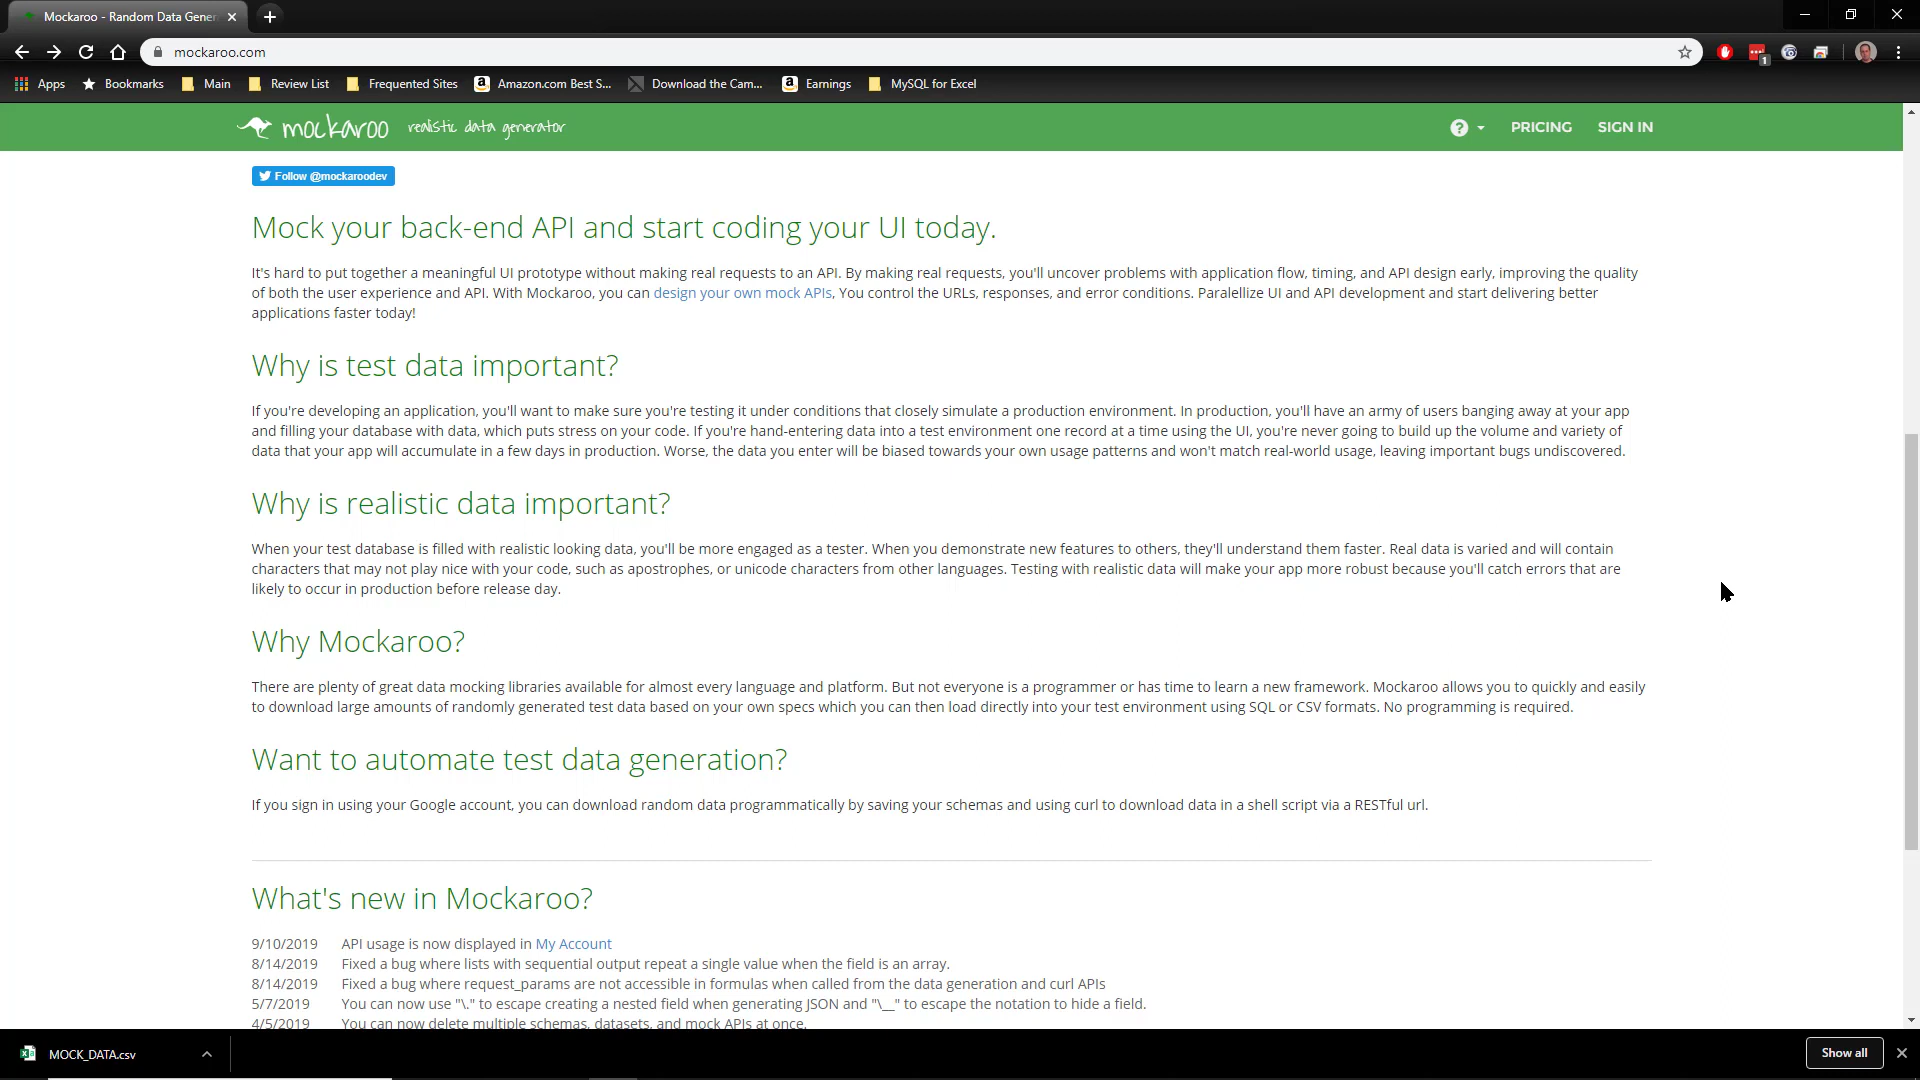 Mockaroo - Random Data Gener
mockaroo.com
1
Apps
Bookmarks
Main
Review List
Frequented Sites
Amazon.com Best S...
Download the Cam...
Earnings
MySQL for Excel
mockaroo realistic data generator
PRICING
SIGN IN
Follow @mockaroodev
Mock your back-end API and start coding your UI today.
It's hard to put together a meaningful UI prototype without making real requests to an API. By making real requests, you'll uncover problems with application flow, timing, and API design early, improving the quality
of both the user experience and API. With Mockaroo, you can design your own mock APIs, You control the URLs, responses, and error conditions. Paralellize UI and API development and start delivering better
applications faster today!
Why is test data important?
If you're developing an application, you'll want to make sure you're testing it under conditions that closely simulate a production environment. In production, you'll have an army of users banging away at your app
and filling your database with data, which puts stress on your code. If you're hand-entering data into a test environment one record at a time using the UI, you're never going to build up the volume and variety of
data that your app will accumulate in a few days in production. Worse, the data you enter will be biased towards your own usage patterns and won't match real-world usage, leaving important bugs undiscovered.
Why is realistic data important?
When your test database is filled with realistic looking data, you'll be more engaged as a tester. When you demonstrate new features to others, they'll understand them faster. Real data is varied and will contain
characters that may not play nice with your code, such as apostrophes, or unicode characters from other languages. Testing with realistic data will make your app more robust because you'll catch errors that are
likely to occur in production before release day.
Why Mockaroo?
There are plenty of great data mocking libraries available for almost every language and platform. But not everyone is a programmer or has time to learn a new framework. Mockaroo allows you to quickly and easily
to download large amounts of randomly generated test data based on your own specs which you can then load directly into your test environment using SQL or CSV formats. No programming is required.
Want to automate test data generation?
If you sign in using your Google account, you can download random data programmatically by saving your schemas and using curl to download data in a shell script via a RESTful url.
What's new in Mockaroo?
9/10/2019 API usage is now displayed in My Account
8/14/2019 Fixed a bug where lists with sequential output repeat a single value when the field is an array.
8/14/2019 Fixed a bug where request_params are not accessible in formulas when called from the data generation and curl APIs
5/7/2019 You can now use "\." to escape creating a nested field when generating JSON and "\__" to escape the notation to hide a field.
4/5/2019 You can now delete multiple schemas, datasets, and mock APIs at once.
MOCK_DATA.csv
Show all